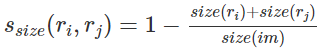 s_{size}(r_i, r_j) = 1 - \frac{size(r_i)+size(r_j)}{size(im)}